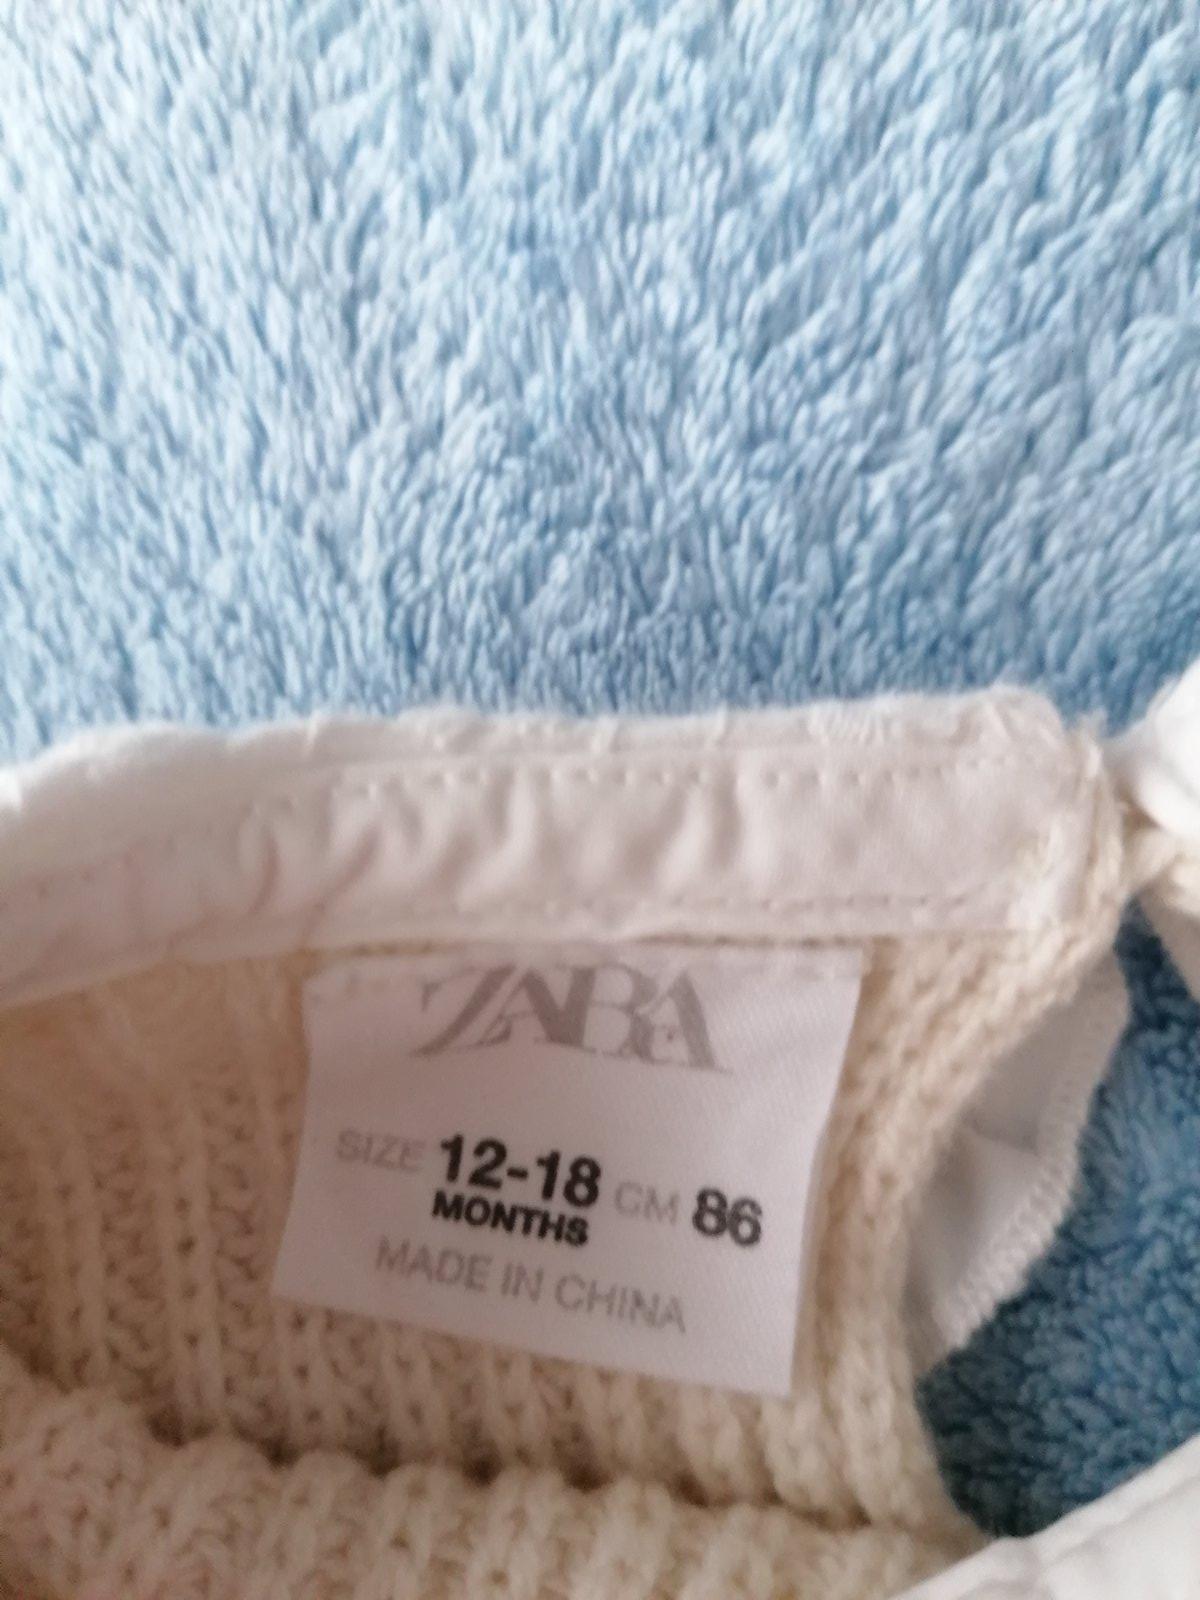 ZARA
SIZE 12-18 CM 86
MONTHS
MADE IN CHINA